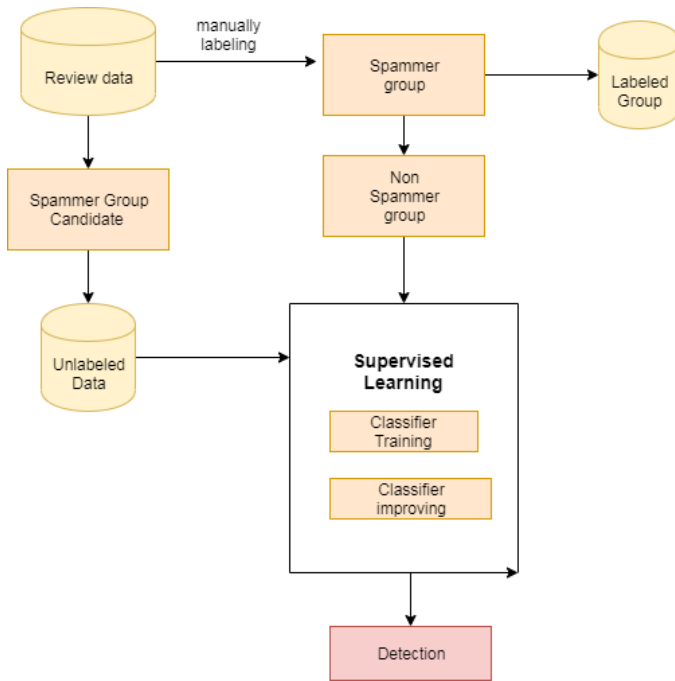 manually
labeling
Review data
Spammer
group
Labeled
Group
Spammer Group
Candidate
Non
Spammer
group
Unlabeled
Data
Supervised
Learning
Classifier
Training
Classifier
improving
Detection